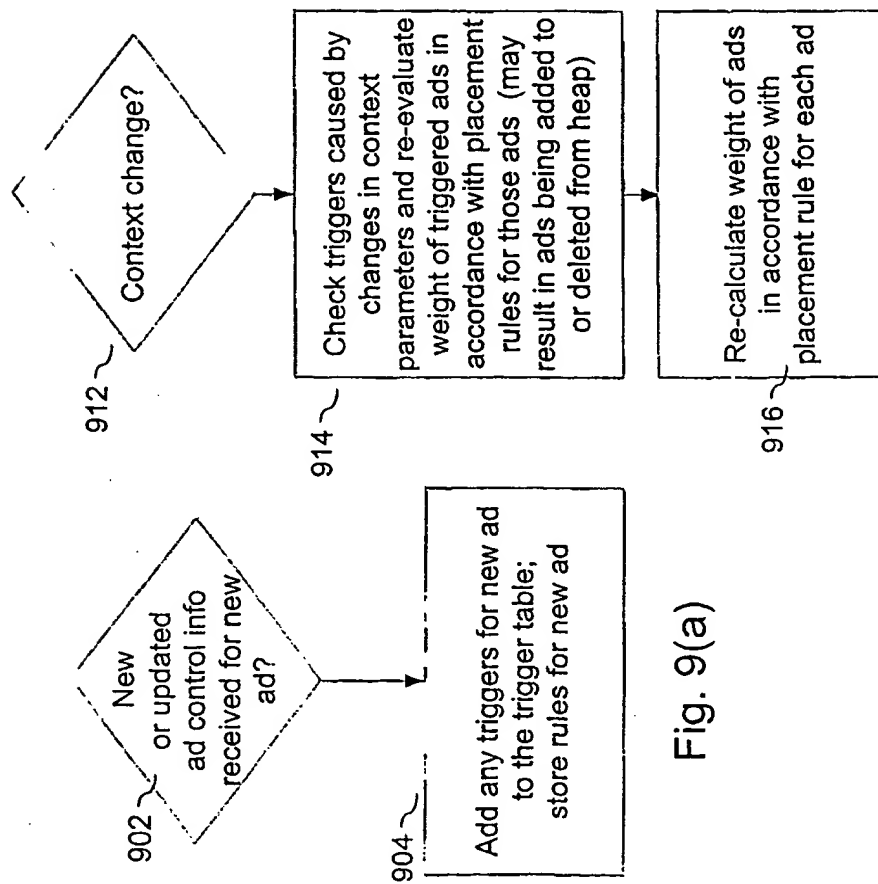 902
New
or updated
ad control info
received for new
ad?
904
Add any triggers for new ad
to the trigger table;
store rules for new ad
912
Context change?
914
Check triggers caused by
changes in context
parameters and re-evaluate
weight of triggered ads in
accordance with placement
rules for those ads (may
result in ads being added to
or deleted from heap)
916
Re-calculate weight of ads
in accordance with
placement rule for each ad
Fig. 9(a)